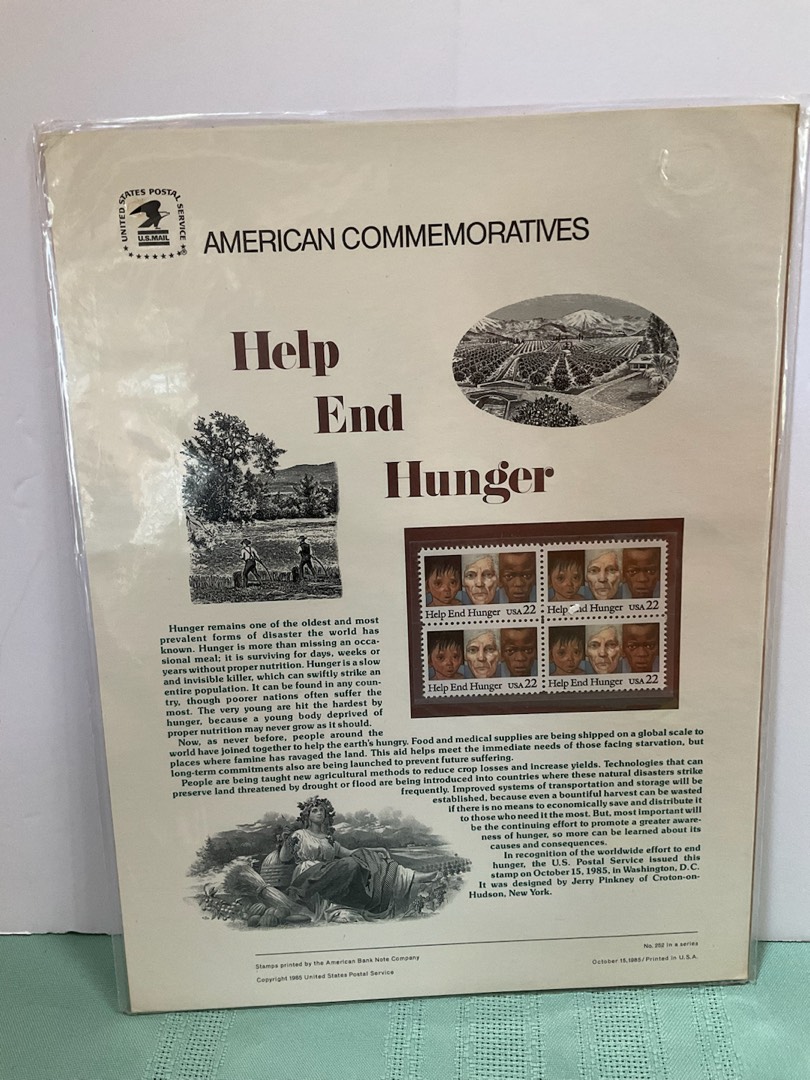 UNITED STATES POSTAL SERVICE
U.S.MAIL
®
AMERICAN COMMEMORATIVES
Help
End
Hunger
Help End Hunger USA 22
Help End Hunger USA 22
Help End Hunger USA 22
Help End Hunger USA 22
Hunger remains one of the oldest and most
prevalent forms of disaster the world has
known. Hunger is more than missing an occa-
sional meal; it is surviving for days, weeks or
years without proper nutrition. Hunger is a slow
and invisible killer, which can swiftly strike an
entire population. It can be found in any coun-
try, though poorer nations often suffer the
most. The very young are hit the hardest by
hunger, because a young body deprived of
proper nutrition may never grow as it should.
Now, as never before, people around the
world have joined together to help the earth's hungry. Food and medical supplies are being shipped on a global scale to
places where famine has ravaged the land. This aid helps meet the immediate needs of those facing starvation, but
long-term commitments also are being launched to prevent future suffering.
People are being taught new agricultural methods to reduce crop losses and increase yields. Technologies that can
preserve land threatened by drought or flood are being introduced into countries where these natural disasters strike
frequently. Improved systems of transportation and storage will be
established, because even a bountiful harvest can be wasted
if there is no means to economically save and distribute it
to those who need it the most. But, most important will
be the continuing effort to promote a greater aware-
ness of hunger, so more can be learned about its
causes and consequences.
In recognition of the worldwide effort to end
hunger, the U.S. Postal Service issued this
stamp on October 15, 1985, in Washington, D.C.
It was designed by Jerry Pinkney of Croton-on-
Hudson, New York.
Stamps printed by the American Bank Note Company
Copyright 1985 United States Postal Service
No. 252 in a series
October 15, 1985/Printed in U.S.A.